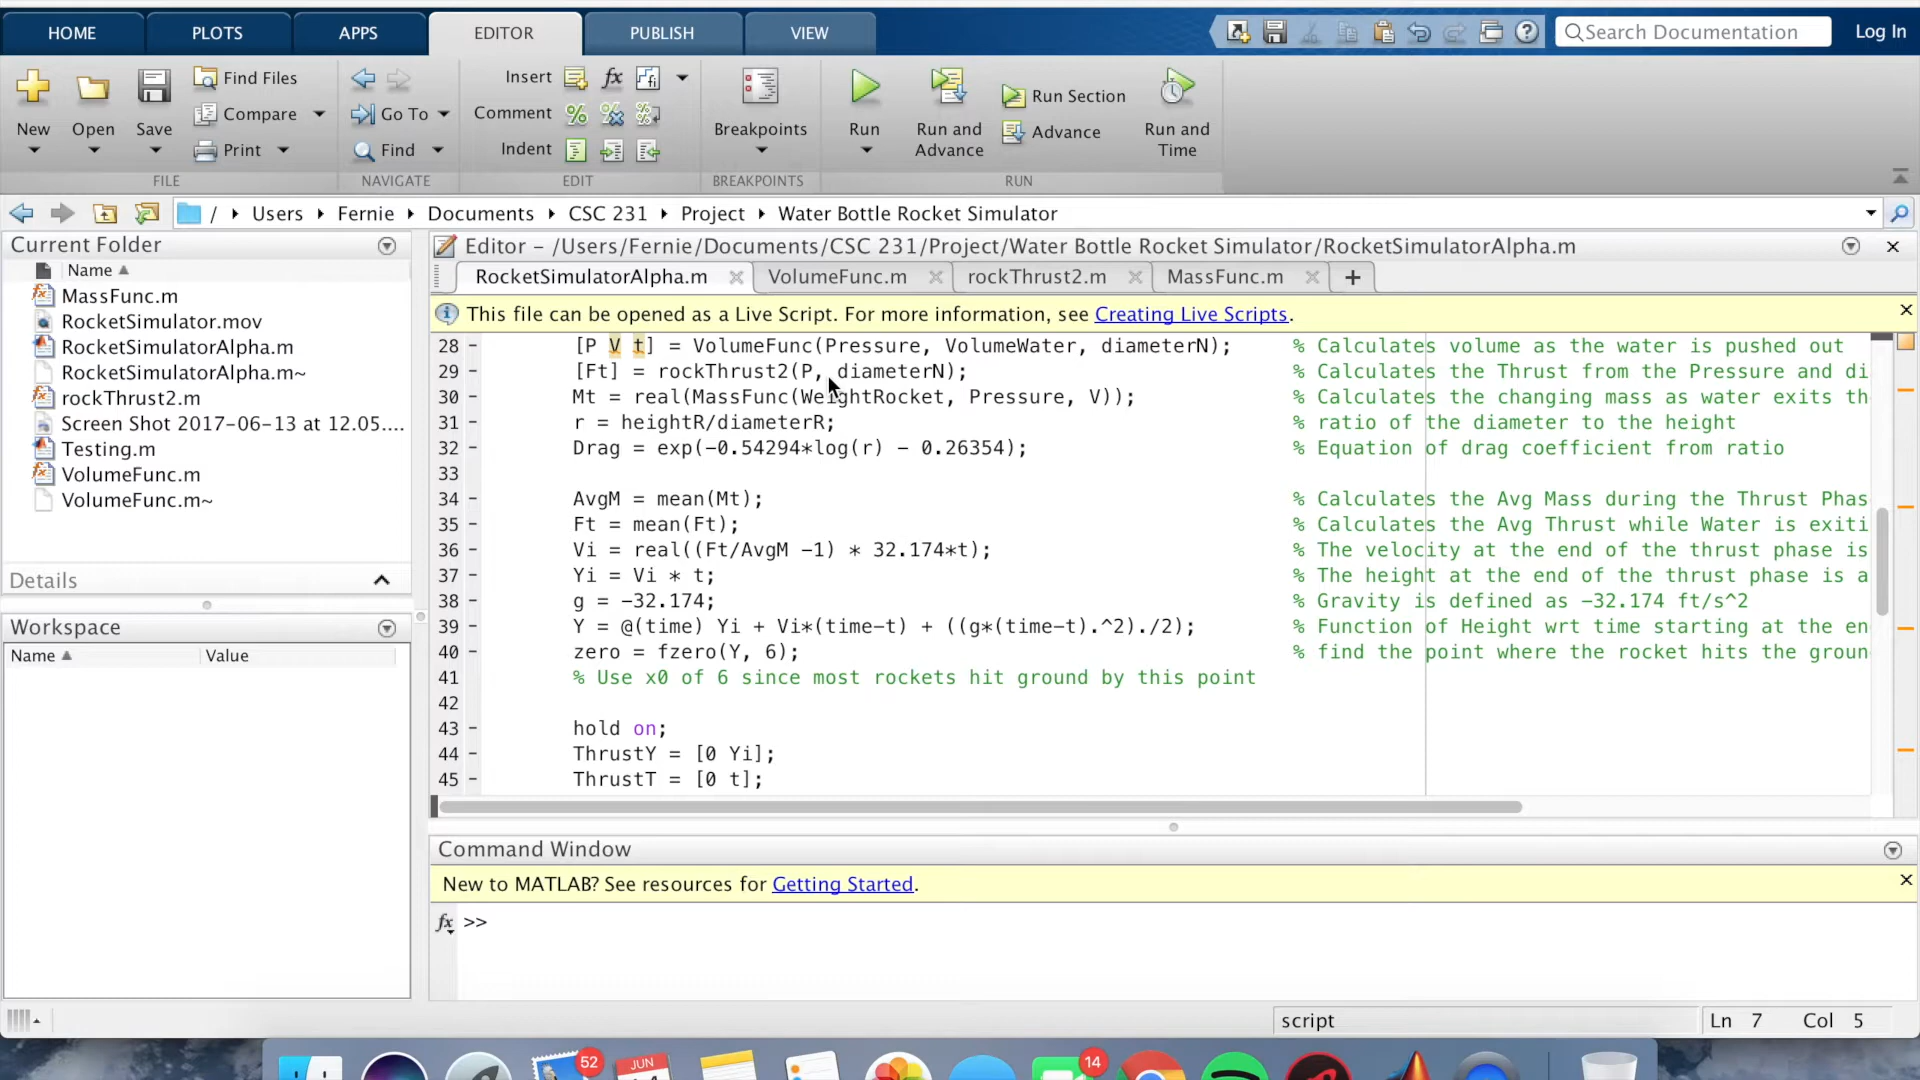 HOME PLOTS APPS EDITOR PUBLISH VIEW Search Documentation Log In
New Open Save Find Files Compare Print Go To Find Insert fx Comment Indent Breakpoints Run Run and Advance Run Section Advance Run and Time
FILE NAVIGATE EDIT BREAKPOINTS RUN
/ Users Fernie Documents CSC 231 Project Water Bottle Rocket Simulator
Current Folder
Name
MassFunc.m
RocketSimulator.mov
RocketSimulatorAlpha.m
RocketSimulatorAlpha.m~
rockThrust2.m
Screen Shot 2017-06-13 at 12.05....
Testing.m
VolumeFunc.m
VolumeFunc.m~
Details
Workspace
Name Value
Editor - /Users/Fernie/Documents/CSC 231/Project/Water Bottle Rocket Simulator/RocketSimulatorAlpha.m
RocketSimulatorAlpha.m VolumeFunc.m rockThrust2.m MassFunc.m +
This file can be opened as a Live Script. For more information, see Creating Live Scripts.
28 - [P V t] = VolumeFunc(Pressure, VolumeWater, diameterN); % Calculates volume as the water is pushed out
29 - [Ft] = rockThrust2(P, diameterN); % Calculates the Thrust from the Pressure and di
30 - Mt = real(MassFunc(WeightRocket, Pressure, V)); % Calculates the changing mass as water exits th
31 - r = heightR/diameterR; % ratio of the diameter to the height
32 - Drag = exp(-0.54294*log(r) - 0.26354); % Equation of drag coefficient from ratio
33
34 - AvgM = mean(Mt); % Calculates the Avg Mass during the Thrust Phas
35 - Ft = mean(Ft); % Calculates the Avg Thrust while Water is exiti
36 - Vi = real((Ft/AvgM -1) * 32.174*t); % The velocity at the end of the thrust phase is
37 - Yi = Vi * t; % The height at the end of the thrust phase is a
38 - g = -32.174; % Gravity is defined as -32.174 ft/s^2
39 - Y = @(time) Yi + Vi*(time-t) + ((g*(time-t).^2)./2); % Function of Height wrt time starting at the en
40 - zero = fzero(Y, 6); % find the point where the rocket hits the groun
41 % Use x0 of 6 since most rockets hit ground by this point
42
43 - hold on;
44 - ThrustY = [0 Yi];
45 - ThrustT = [0 t];
Command Window
New to MATLAB? See resources for Getting Started.
fx >>
script Ln 7 Col 5
52 JUN 14